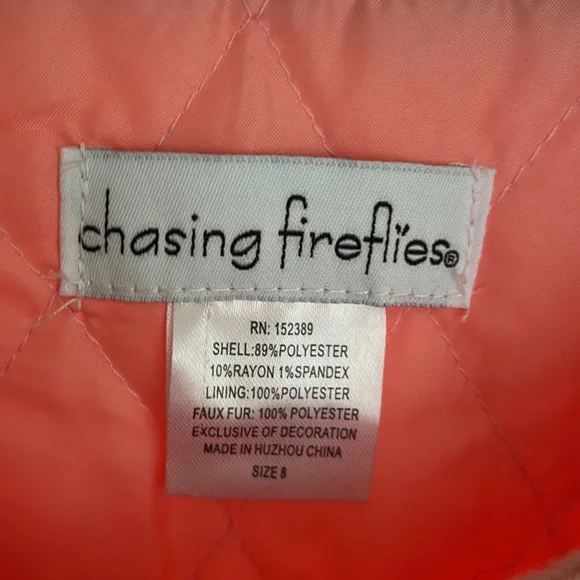 chasing fireflies®
RN: 152389
SHELL:89%POLYESTER
10%RAYON 1%SPANDEX
LINING:100%POLYESTER
FAUX FUR: 100% POLYESTER
EXCLUSIVE OF DECORATION
MADE IN HUZHOU CHINA
SIZE 8